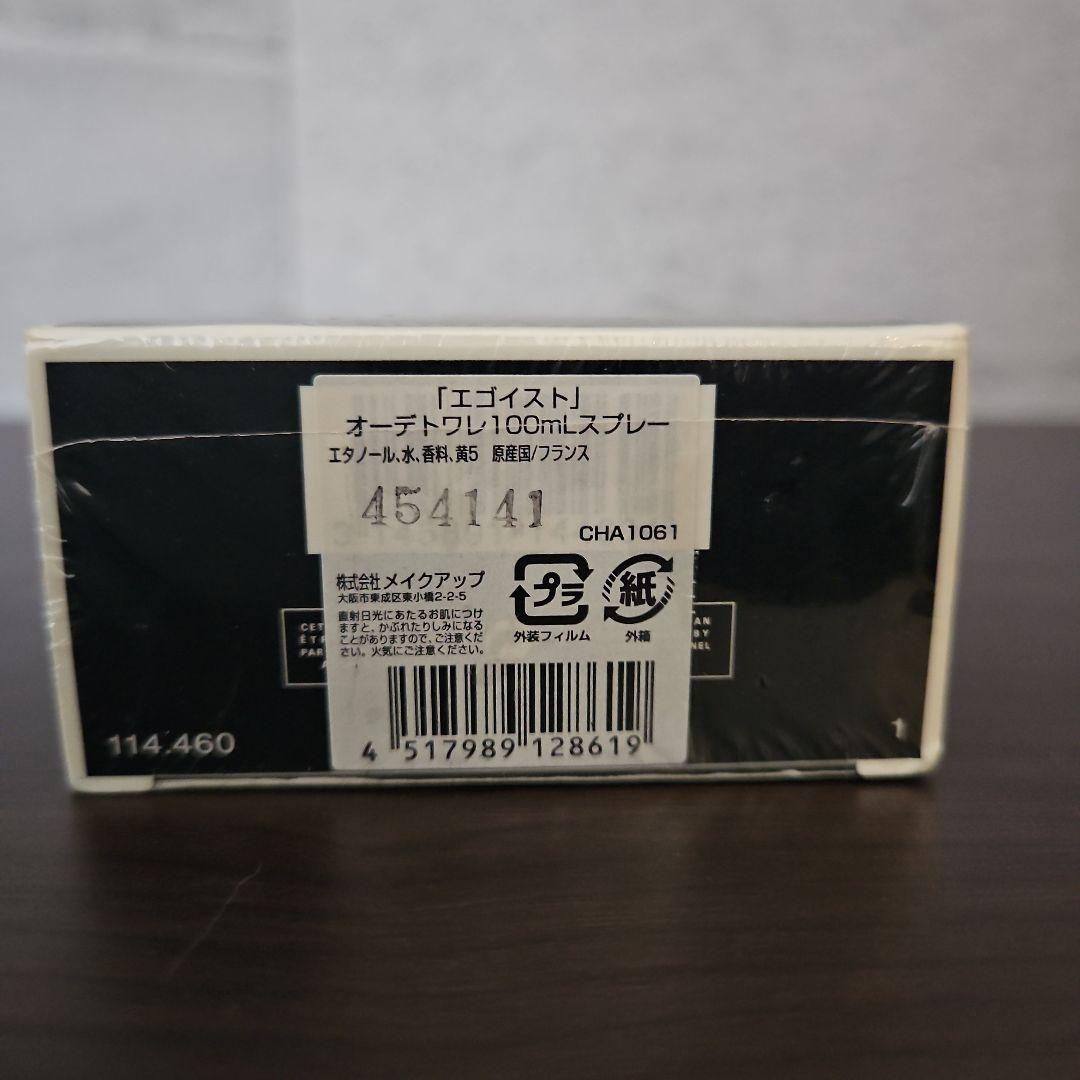 「エゴイスト」
オーデトワレ100mLスプレー
エタノール、水、香料、黄5 原産国/フランス
454141
CHA1061
株式会社 メイクアップ
大阪市東成区東小橋2-2-5
直射日光にあたるお肌につけ
ますと、かぶれたりしみになる
ことがありますので、ご注意くだ
さい。火気にご注意ください。
プラ
外装フィルム
紙
外箱
4 517989 128619
114.460
1